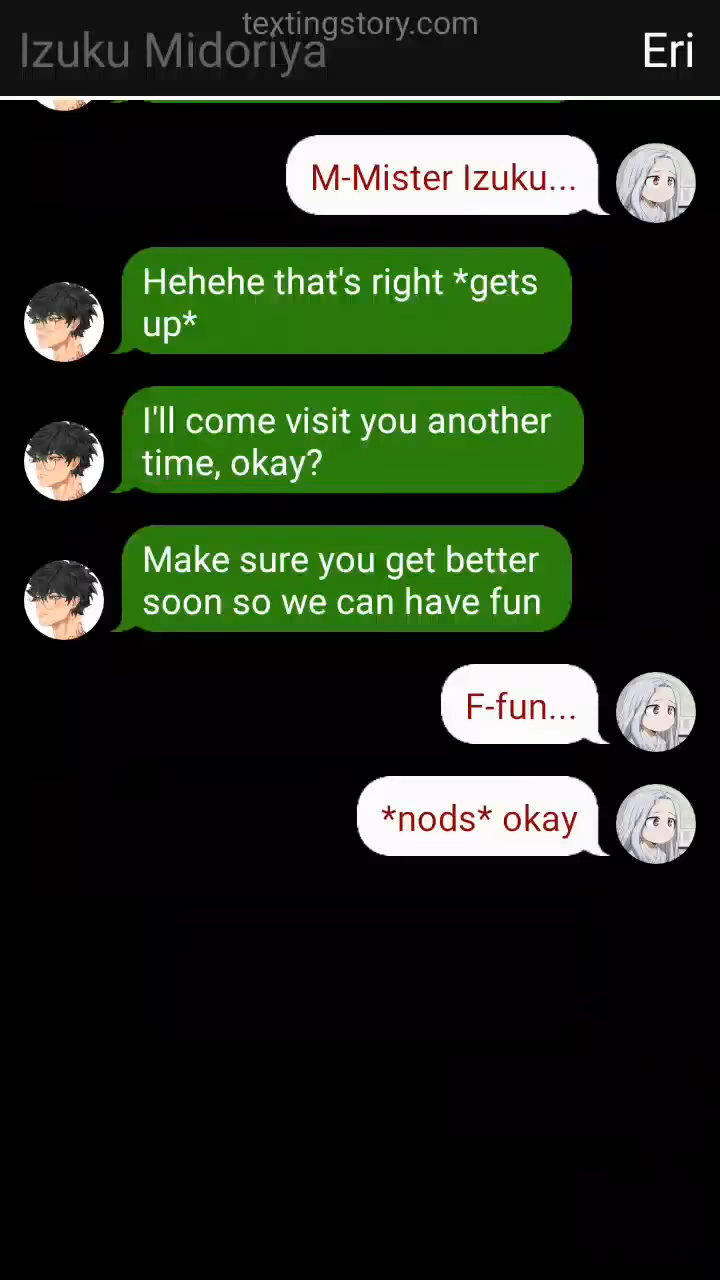 textingstory.com
Izuku Midoriya
Eri
M-Mister Izuku...
Hehehe that's right *gets
up*
I'll come visit you another
time, okay?
Make sure you get better
soon so we can have fun
F-fun...
*nods* okay